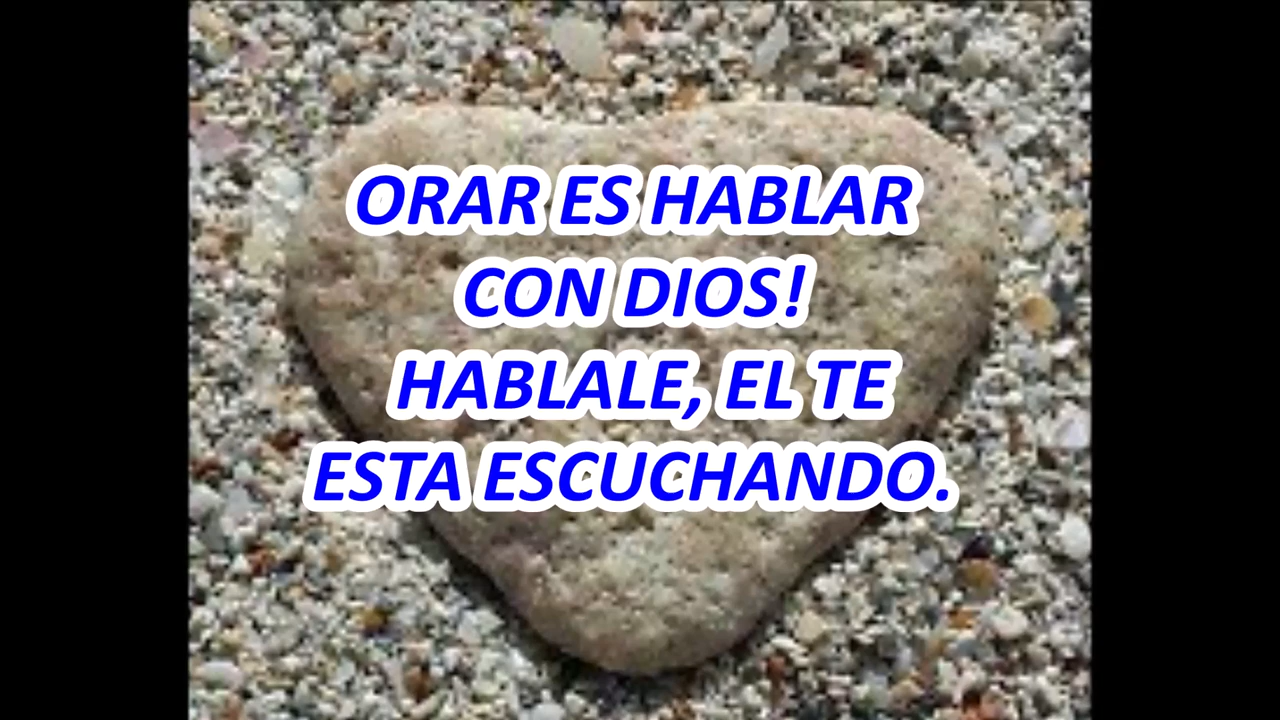 ORAR ES HABLAR
CON DIOS!
HABLALE, EL TE
ESTA ESCUCHANDO.